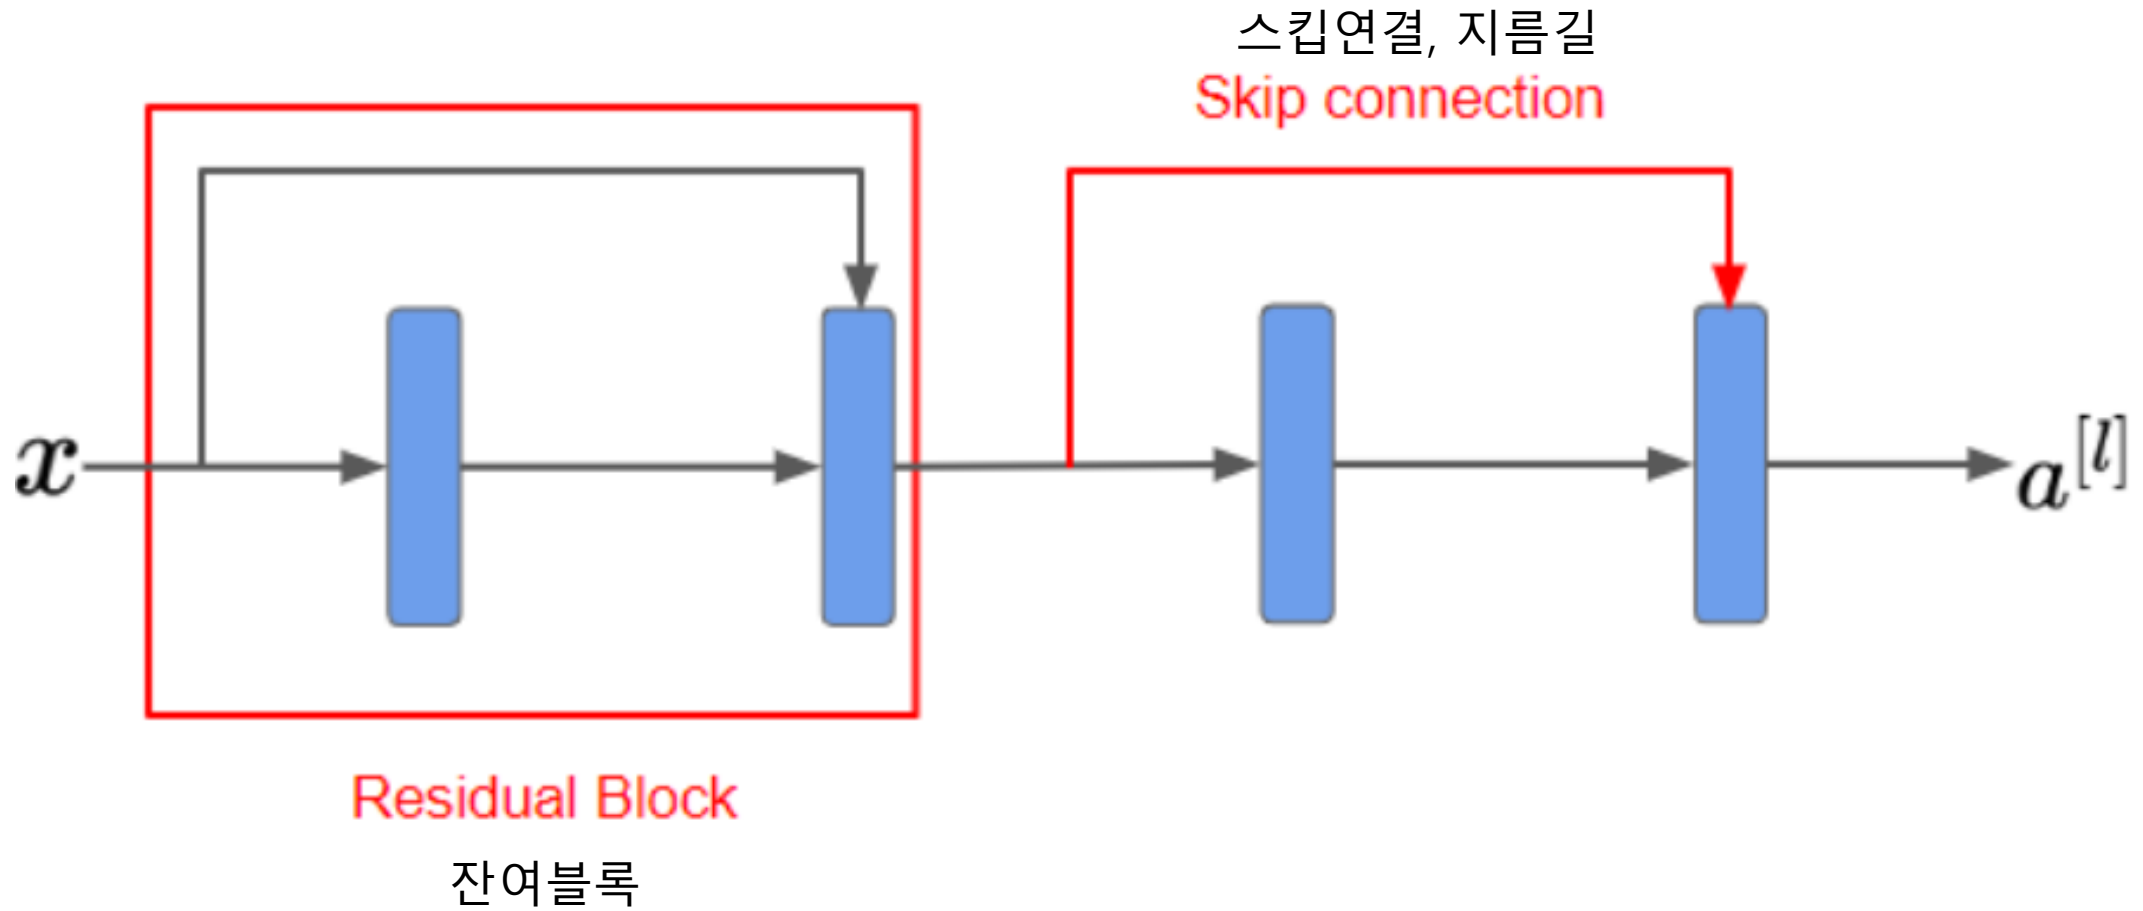 스킵연결, 지름길
Skip connection
x
a^[l]
Residual Block
잔여블록